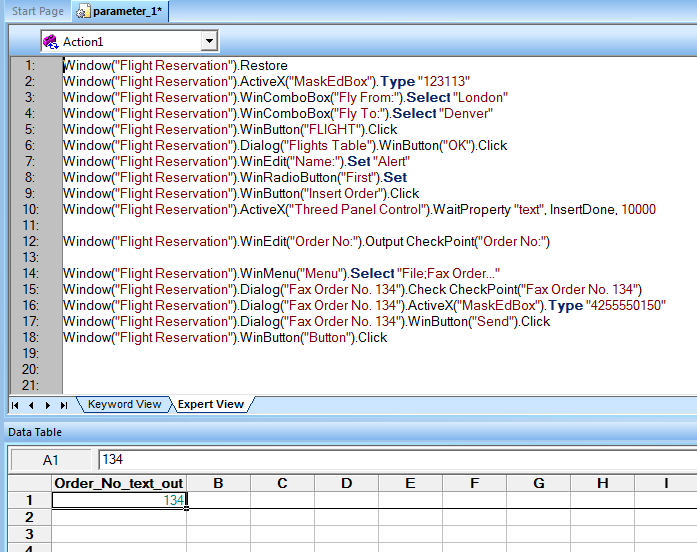 Start Page parameter_1*
Action1
1: Window("Flight Reservation").Restore
2: Window("Flight Reservation").ActiveX("MaskEdBox").Type "123113"
3: Window("Flight Reservation").WinComboBox("Fly From:").Select "London"
4: Window("Flight Reservation").WinComboBox("Fly To:").Select "Denver"
5: Window("Flight Reservation").WinButton("FLIGHT").Click
6: Window("Flight Reservation").Dialog("Flights Table").WinButton("OK").Click
7: Window("Flight Reservation").WinEdit("Name:").Set "Alert"
8: Window("Flight Reservation").WinRadioButton("First").Set
9: Window("Flight Reservation").WinButton("Insert Order").Click
10: Window("Flight Reservation").ActiveX("Threed Panel Control").WaitProperty "text", InsertDone, 10000
11:
12: Window("Flight Reservation").WinEdit("Order No:").Output CheckPoint("Order No:")
13:
14: Window("Flight Reservation").WinMenu("Menu").Select "File;Fax Order..."
15: Window("Flight Reservation").Dialog("Fax Order No. 134").Check CheckPoint("Fax Order No. 134")
16: Window("Flight Reservation").Dialog("Fax Order No. 134").ActiveX("MaskEdBox").Type "4255550150"
17: Window("Flight Reservation").Dialog("Fax Order No. 134").WinButton("Send").Click
18: Window("Flight Reservation").WinButton("Button").Click
19:
20:
21:
Keyword View Expert View
Data Table
A1 134
Order_No_text_out B C D E F G H I
1 134
2
3
4